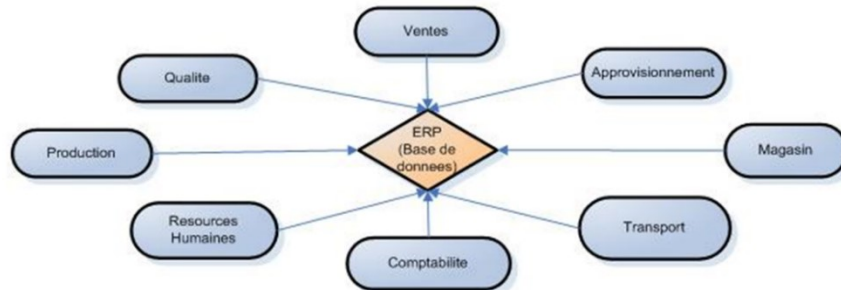 Ventes
Qualite
Approvisionnement
ERP
(Base de
donnees)
Production
Magasin
Resources
Humaines
Transport
Comptabilite